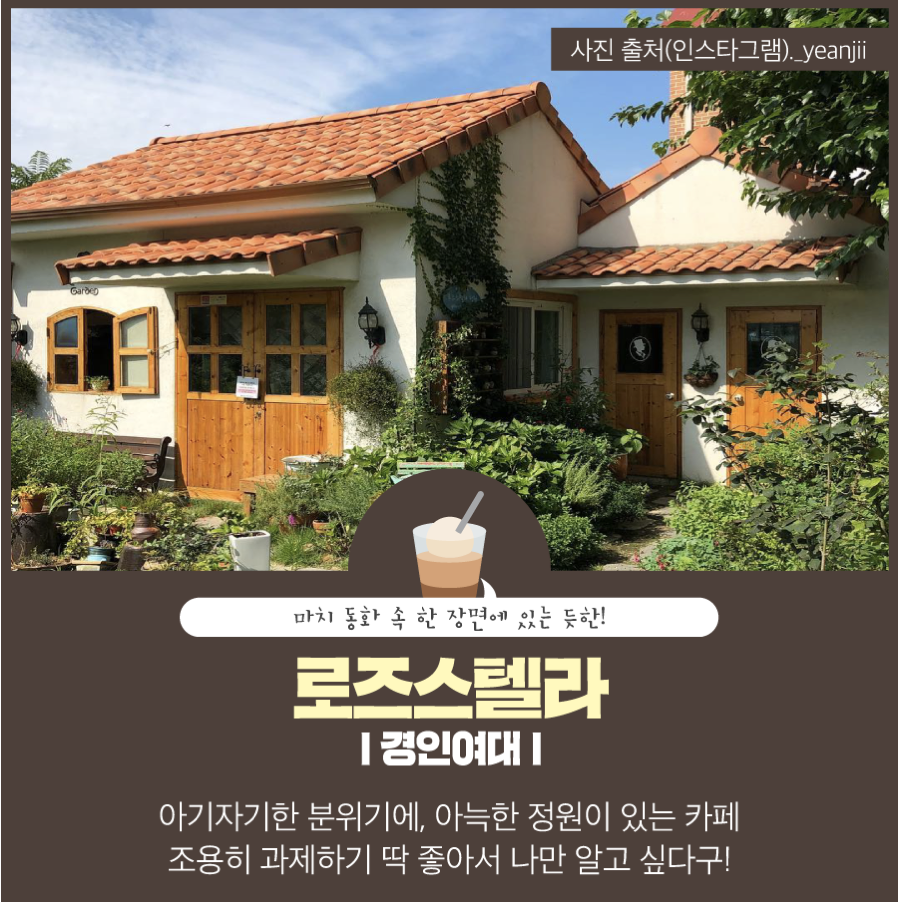 사진 출처(인스타그램)._yeanjii
Garden
마치 동화 속 한 장면에 있는 듯한!
로즈스텔라
| 경인여대 |
아기자기한 분위기에, 아늑한 정원이 있는 카페
조용히 과제하기 딱 좋아서 나만 알고 싶다구!